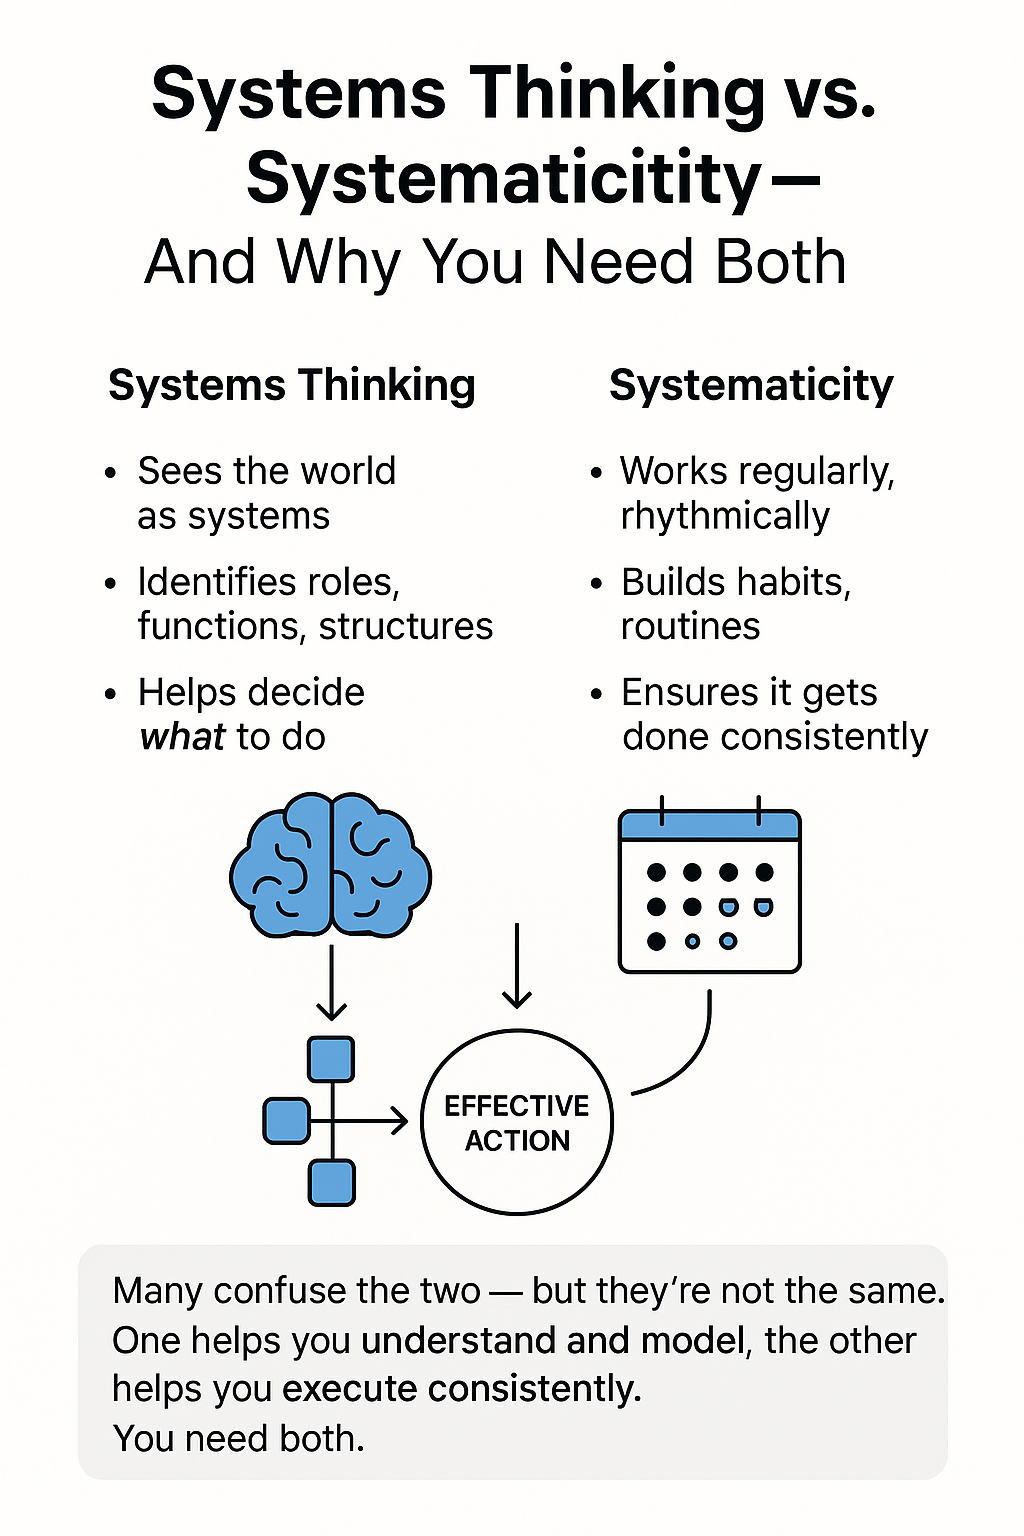 Systems Thinking vs.
Systematicitity—
And Why You Need Both
Systems Thinking
• Sees the world
as systems
• Identifies roles,
functions, structures
• Helps decide
what to do
Systematicity
• Works regularly,
rhythmically
• Builds habits,
routines
• Ensures it gets
done consistently
EFFECTIVE
ACTION
Many confuse the two — but they’re not the same.
One helps you understand and model, the other
helps you execute consistently.
You need both.